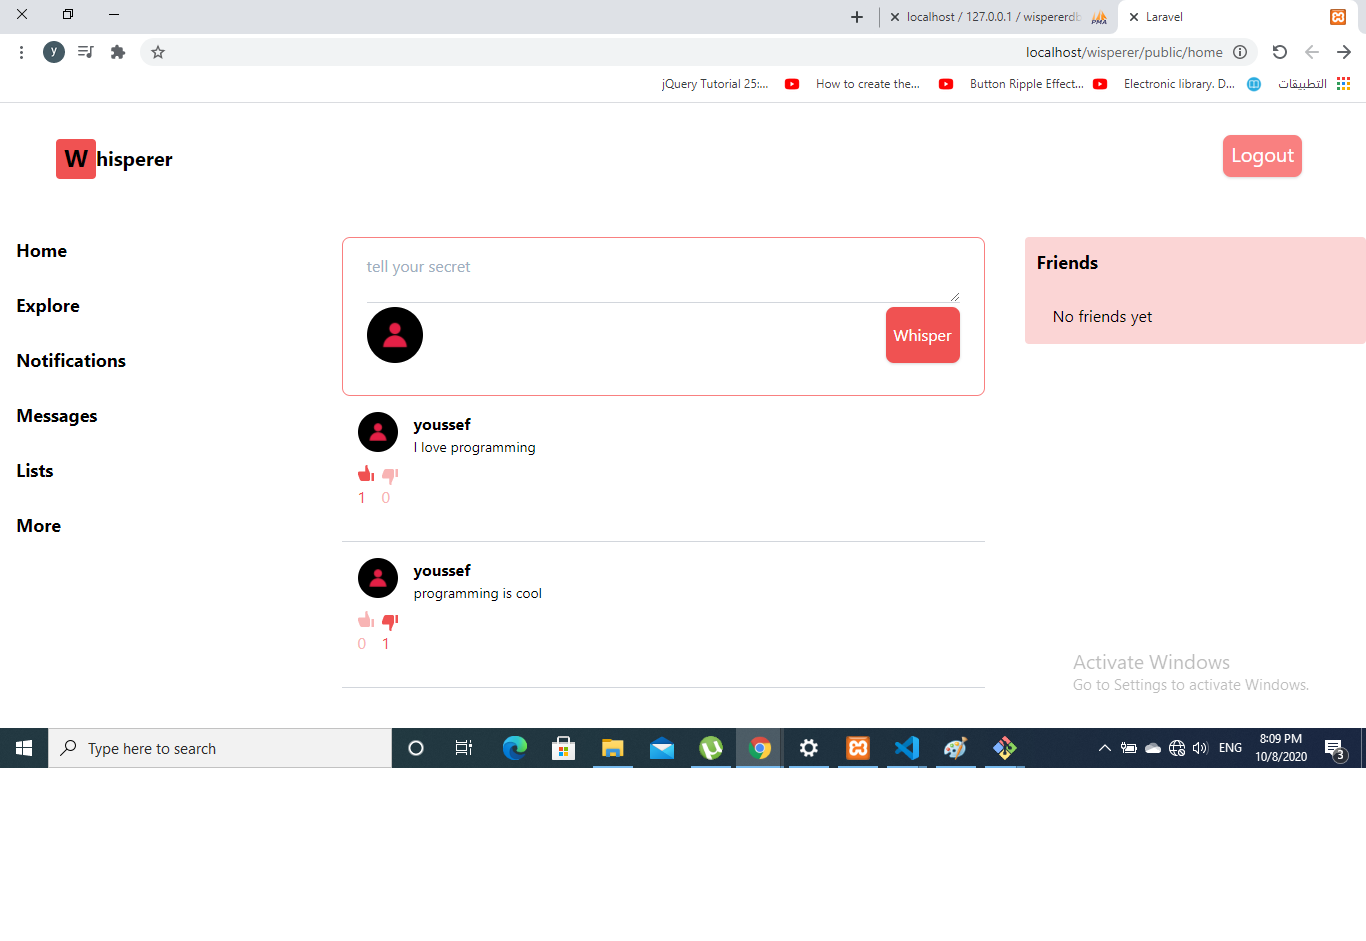 localhost / 127.0.0.1 / wispererdb
PMA
Laravel
y
localhost/wisperer/public/home
jQuery Tutorial 25:...
How to create the...
Button Ripple Effect...
Electronic library. D...
التطبيقات
Whisperer
Logout
Home
Explore
Notifications
Messages
Lists
More
tell your secret
Whisper
youssef
I love programming
1 0
youssef
programming is cool
0 1
Friends
No friends yet
Activate Windows
Go to Settings to activate Windows.
Type here to search
ENG
8:09 PM
10/8/2020
3